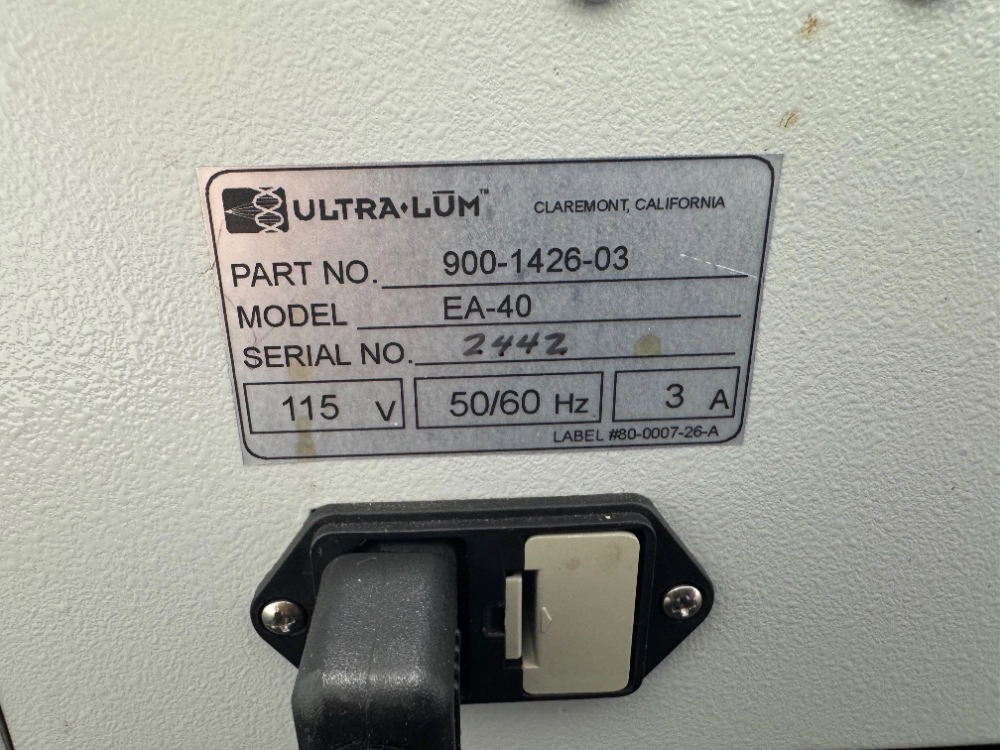 ULTRA♦LŪM™ CLAREMONT, CALIFORNIA
PART NO. 900-1426-03
MODEL EA-40
SERIAL NO. 2442
115 V 50/60 Hz 3 A
LABEL #80-0007-26-A